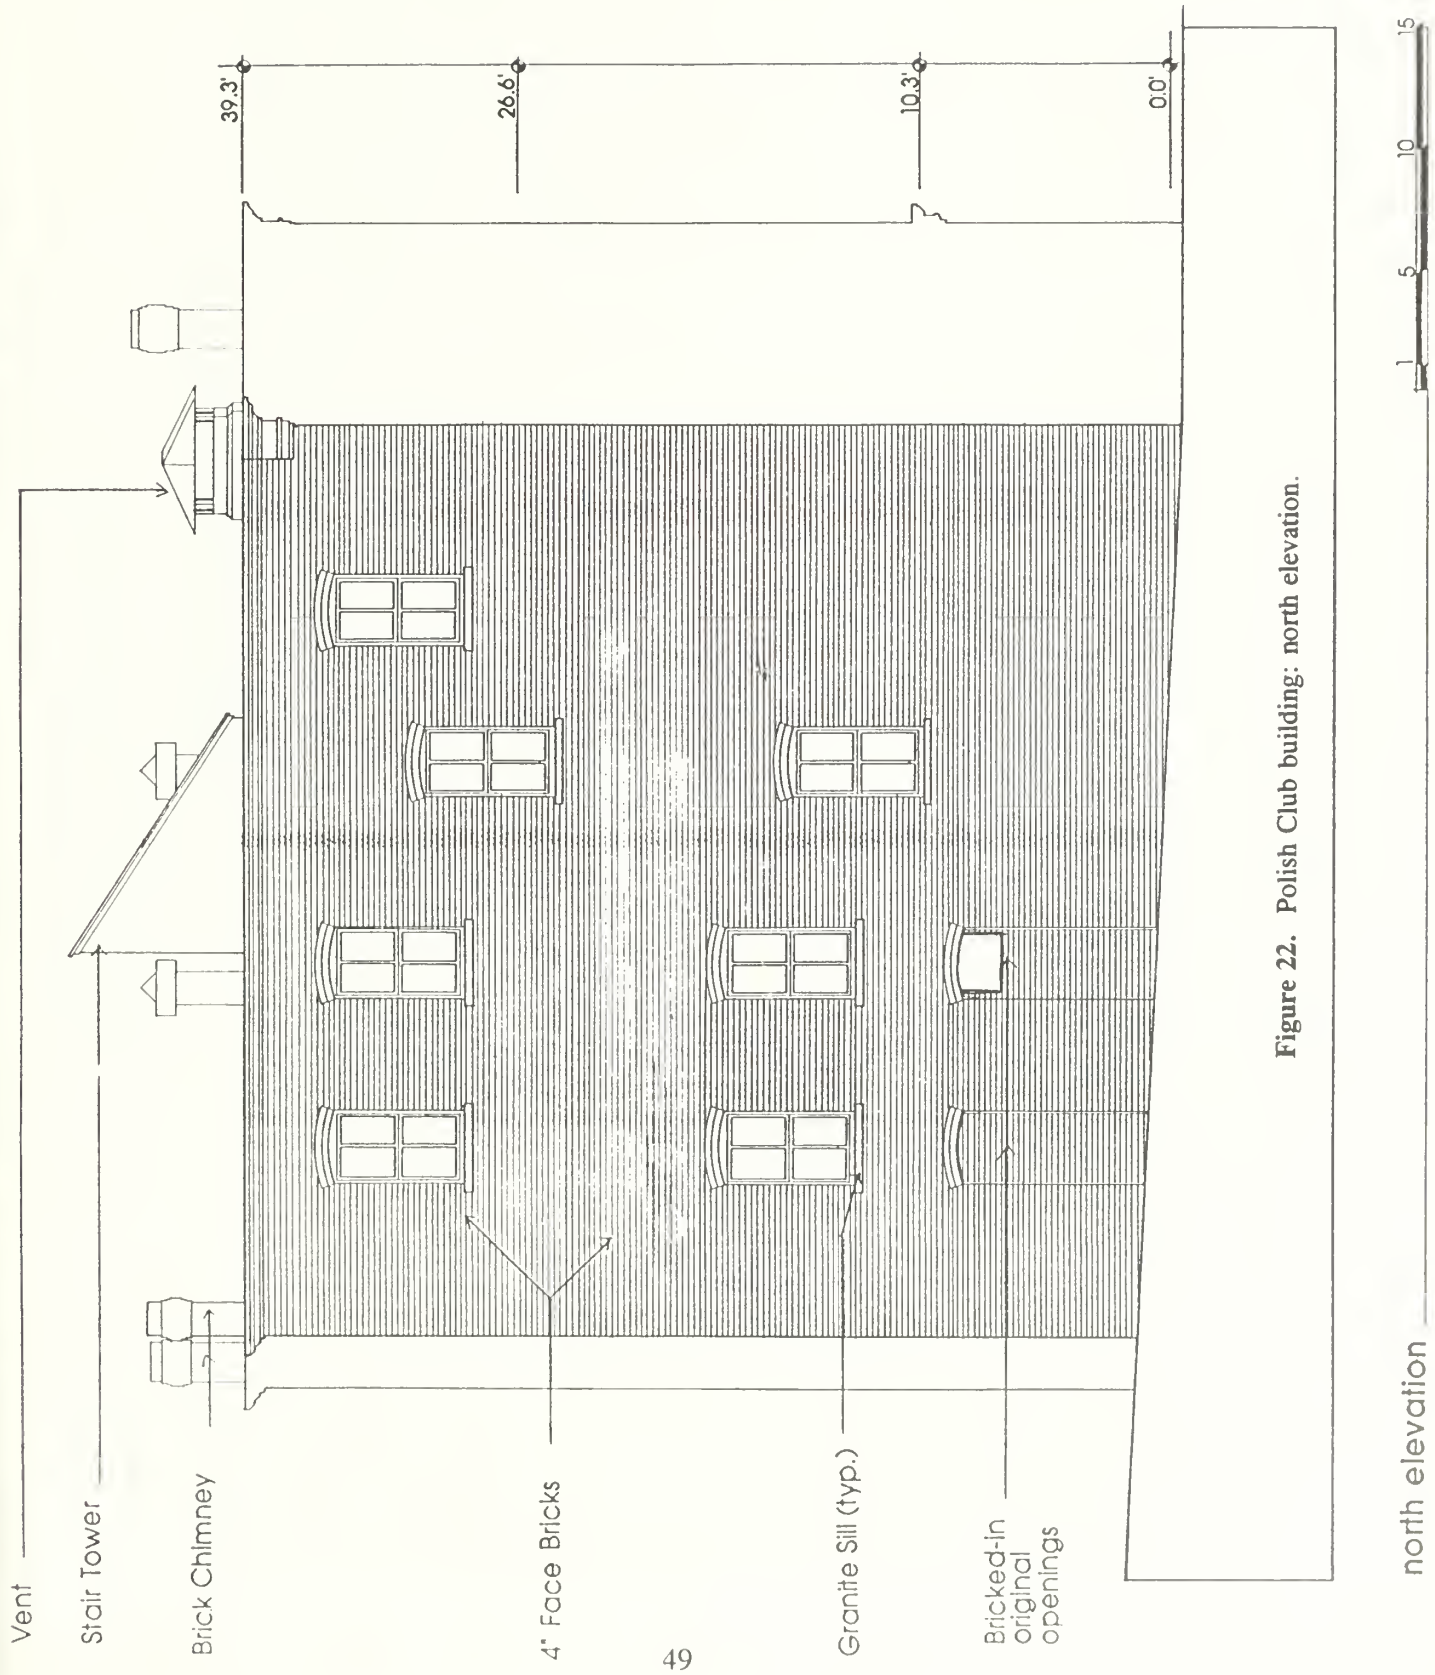 Vent
Stair Tower
Brick Chimney
4" Face Bricks
Granite Sill (typ.)
Bricked-in
original
openings
39.3'
26.6'
10.3'
0.0'
Figure 22. Polish Club building: north elevation.
north elevation
1 5 10 15
49